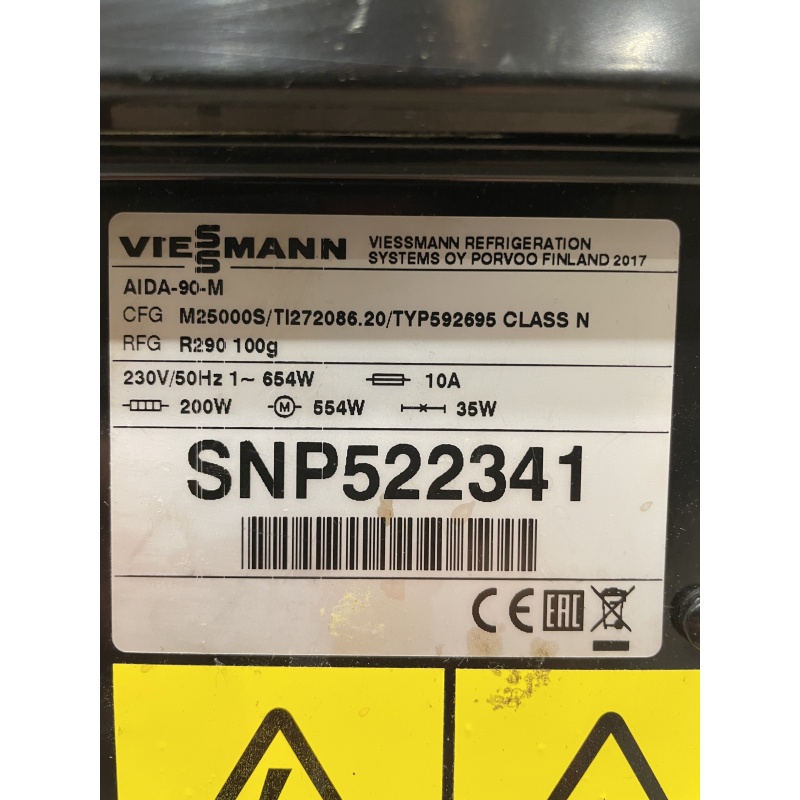 VIESSMANN
VIESSMANN REFRIGERATION
SYSTEMS OY PORVOO FINLAND 2017
AIDA-90-M
CFG M25000S/TI272086.20/TYP592695 CLASS N
RFG R290 100g
230V/50Hz 1~ 654W 10A
200W M 554W 35W
SNP522341
CE EAC